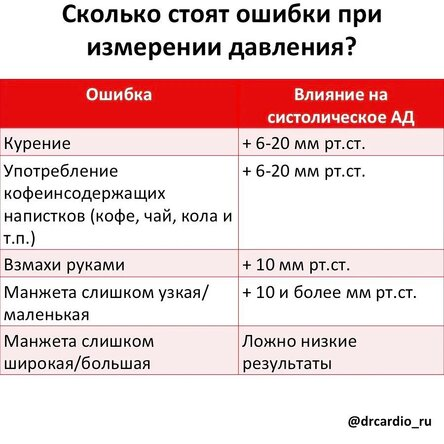 Сколько стоят ошибки при
измерении давления?
Ошибка
Влияние на
систолическое АД
Курение
+ 6-20 мм рт.ст.
Употребление
кофеинсодержащих
напистков (кофе, чай, кола и
т.п.)
+ 6-20 мм рт.ст.
Взмахи руками
+ 10 мм рт.ст.
Манжета слишком узкая/
маленькая
+ 10 и более мм рт.ст.
Манжета слишком
широкая/большая
Ложно низкие
результаты
@drcardio_ru